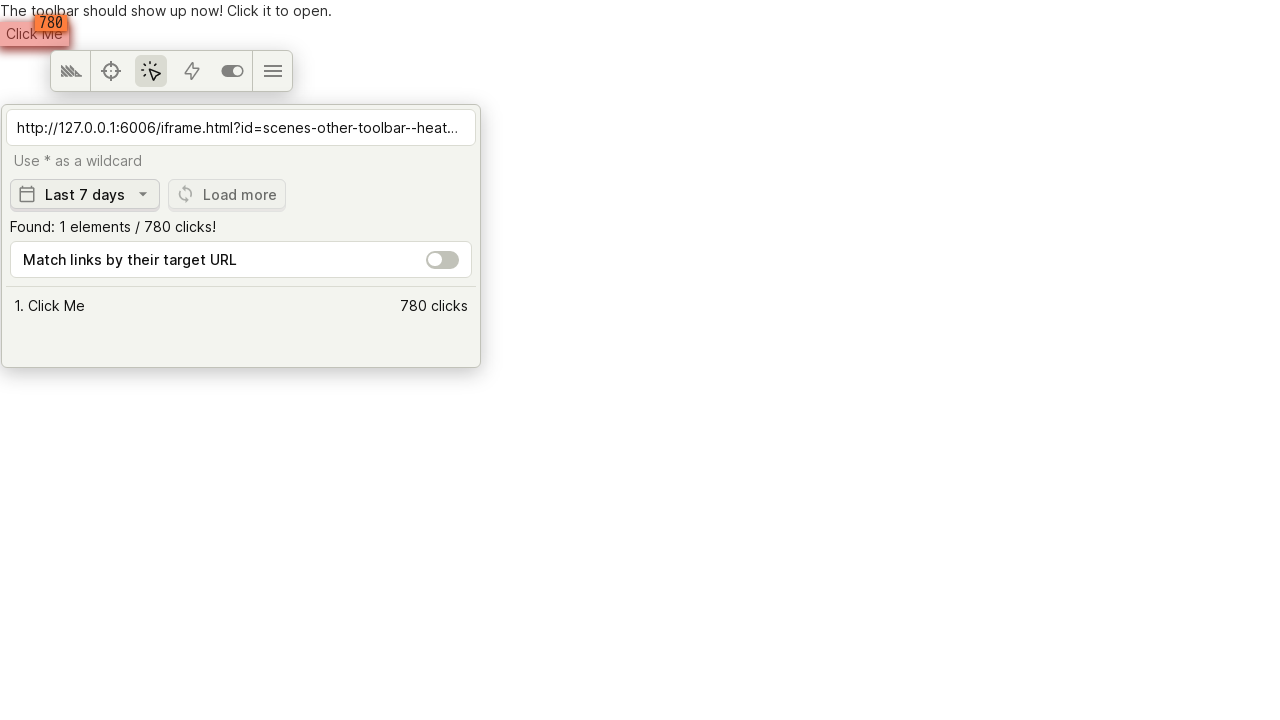 The toolbar should show up now! Click it to open.
780
Click Me
http://127.0.0.1:6006/iframe.html?id=scenes-other-toolbar--heat...
Use * as a wildcard
Last 7 days
Load more
Found: 1 elements / 780 clicks!
Match links by their target URL
1. Click Me 780 clicks